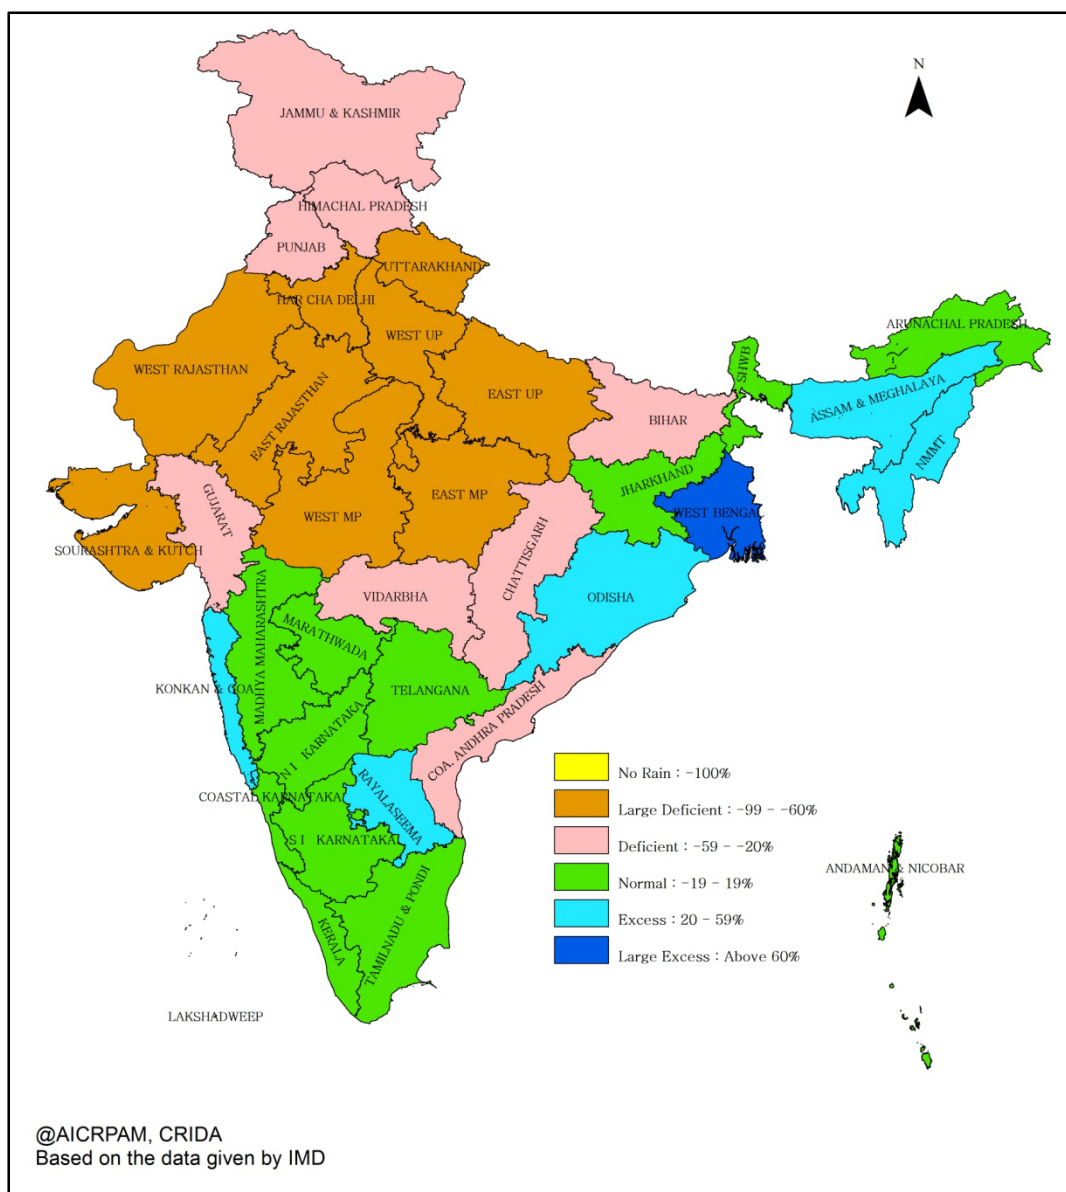 N
JAMMU & KASHMIR
HIMACHAL PRADESH
PUNJAB
UTTARAKHAND
HAR CHA DELHI
ARUNACHAL PRADESH
WEST UP
SHWB
WEST RAJASTHAN
EAST RAJASTHAN
EAST UP
ASSAM & MEGHALAYA
BIHAR
NMMT
JHARKHAND
EAST MP
GUJARAT
WEST MP
WEST BENGAL
SOURASHTRA & KUTCH
CHATTISGARH
VIDARBHA
ODISHA
MADHYA MAHARASHTRA
MARATHWADA
KONKAN & GOA
TELANGANA
COA. ANDHRA PRADESH
N I KARNATAKA
RAYALASEEMA
COASTAL KARNATAKA
S I KARNATAKA
No Rain : -100%
Large Deficient : -99 - -60%
Deficient : -59 - -20%
Normal : -19 - 19%
Excess : 20 - 59%
Large Excess : Above 60%
ANDAMAN & NICOBAR
KERALA
TAMILNADU & PONDI
LAKSHADWEEP
@AICRPAM, CRIDA
Based on the data given by IMD